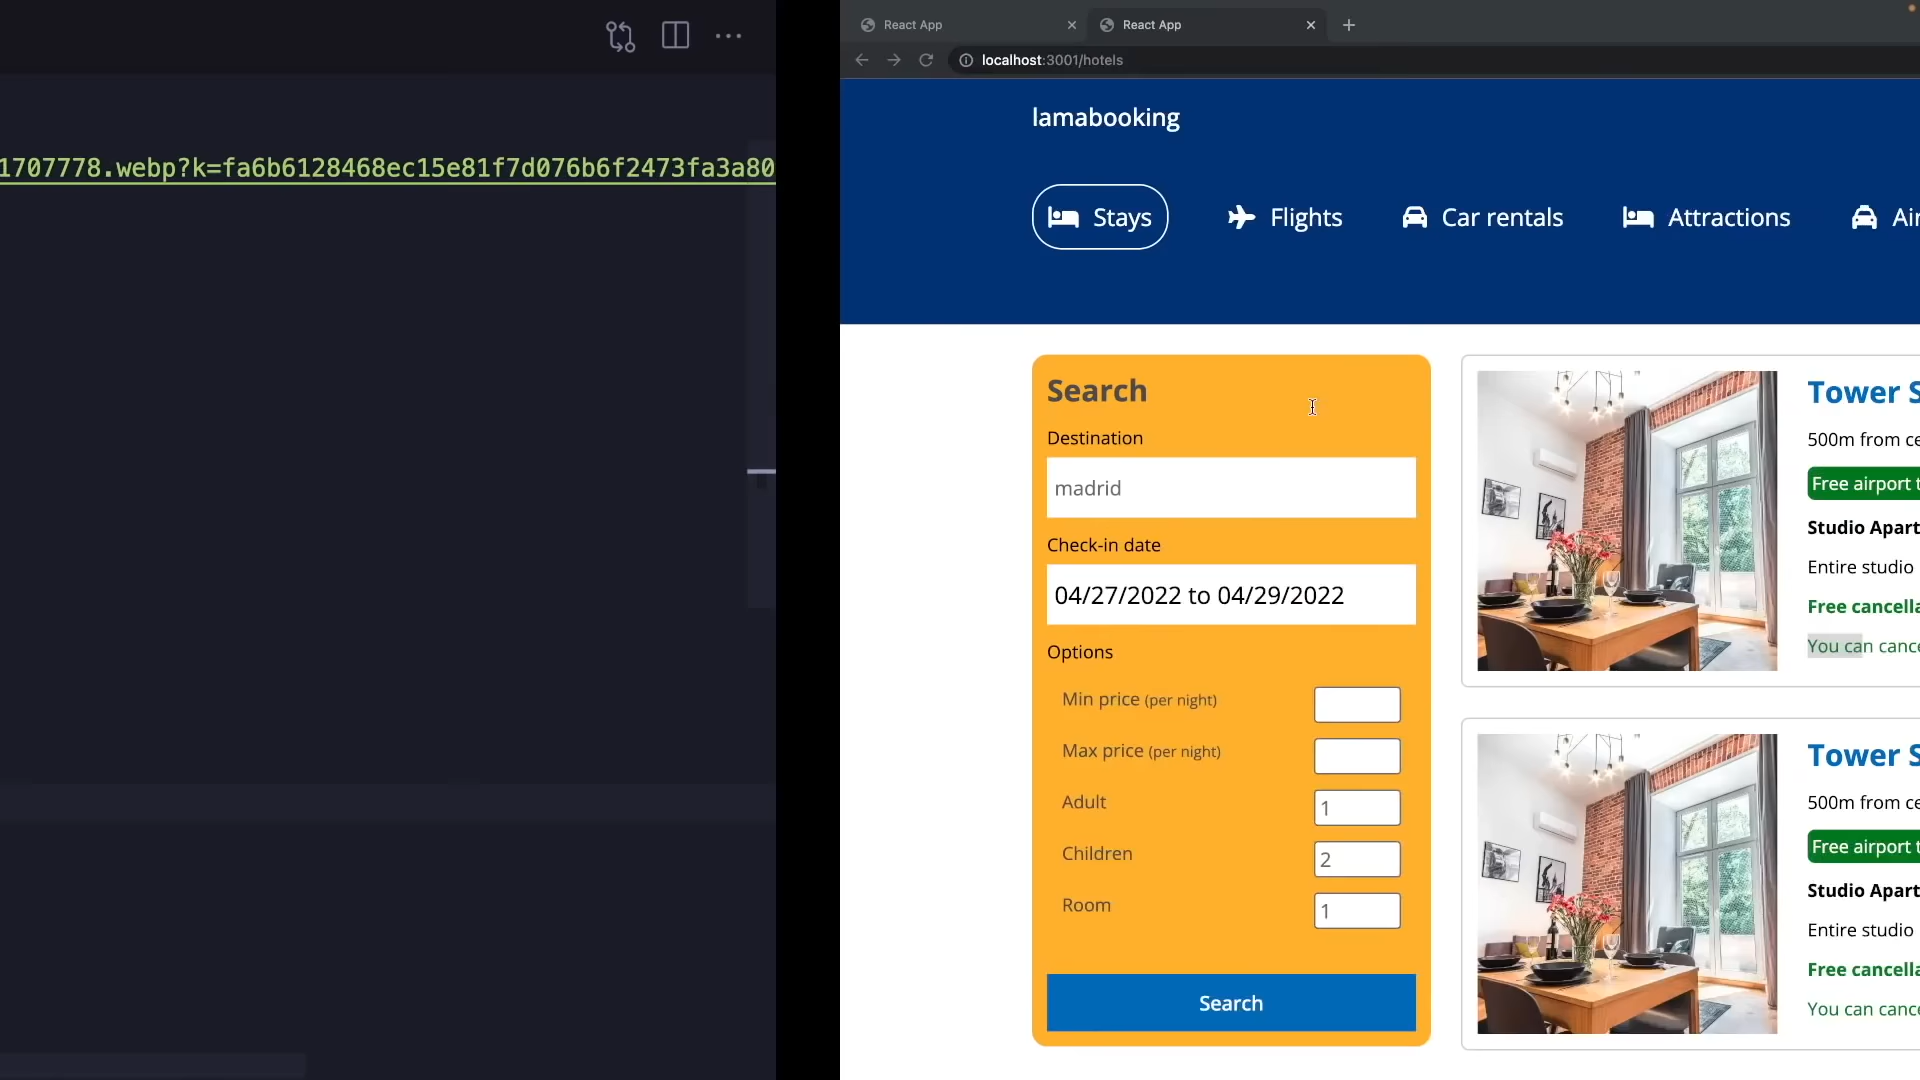 1707778.webp?k=fa6b6128468ec15e81f7d076b6f2473fa3a80
React App
React App
localhost:3001/hotels
lamabooking
Stays
Flights
Car rentals
Attractions
Air
Search
Destination
madrid
Check-in date
04/27/2022 to 04/29/2022
Options
Min price (per night)
Max price (per night)
Adult
1
Children
2
Room
1
Search
Tower S
500m from ce
Free airport t
Studio Apart
Entire studio
Free cancella
You can cance
Tower S
500m from ce
Free airport t
Studio Apart
Entire studio
Free cancella
You can cance